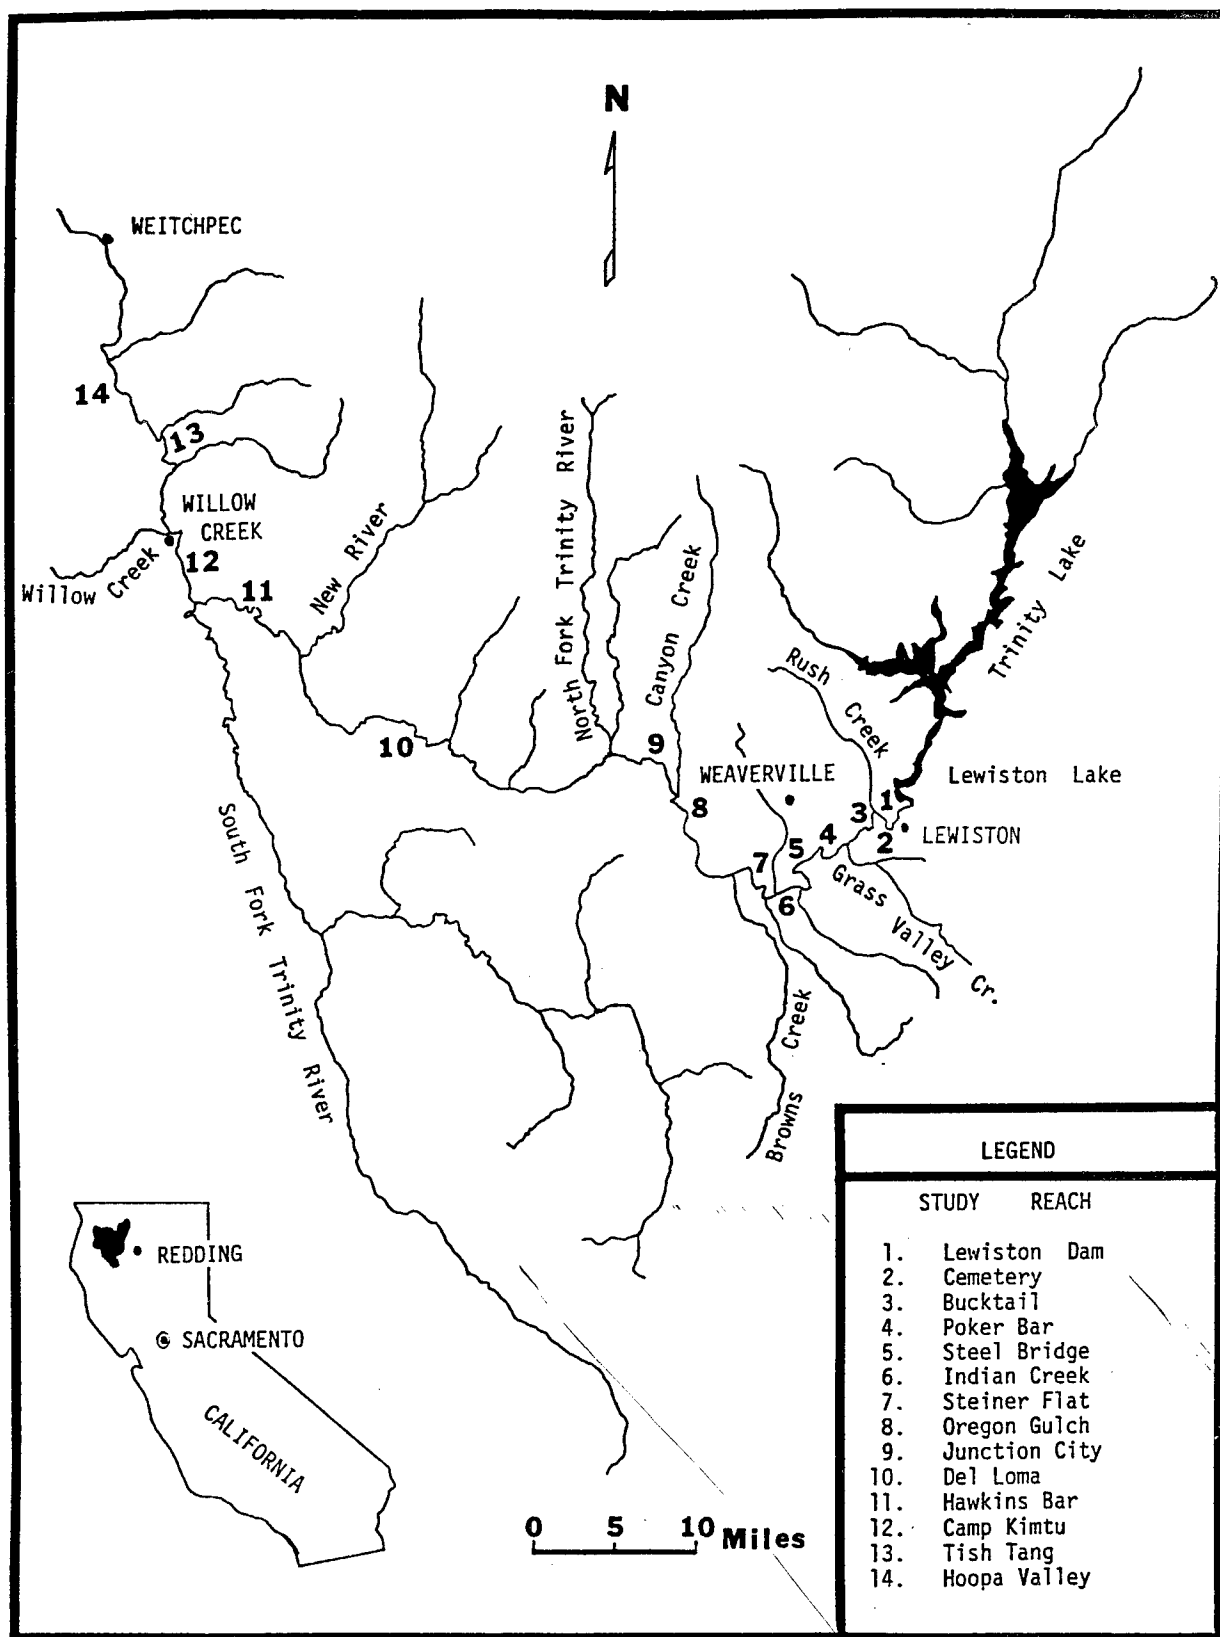 N
WEITCHPEC
14
13
WILLOW
CREEK
Willow Creek
12
11
New River
North Fork Trinity River
Canyon Creek
Trinity Lake
Rush Creek
10
9
WEAVERVILLE
Lewiston Lake
8
3
1
2
LEWISTON
4
5
7
6
Grass Valley Cr.
South Fork Trinity River
Browns Creek
REDDING
SACRAMENTO
CALIFORNIA
0 5 10 Miles
LEGEND
STUDY REACH
1. Lewiston Dam
2. Cemetery
3. Bucktail
4. Poker Bar
5. Steel Bridge
6. Indian Creek
7. Steiner Flat
8. Oregon Gulch
9. Junction City
10. Del Loma
11. Hawkins Bar
12. Camp Kimtu
13. Tish Tang
14. Hoopa Valley